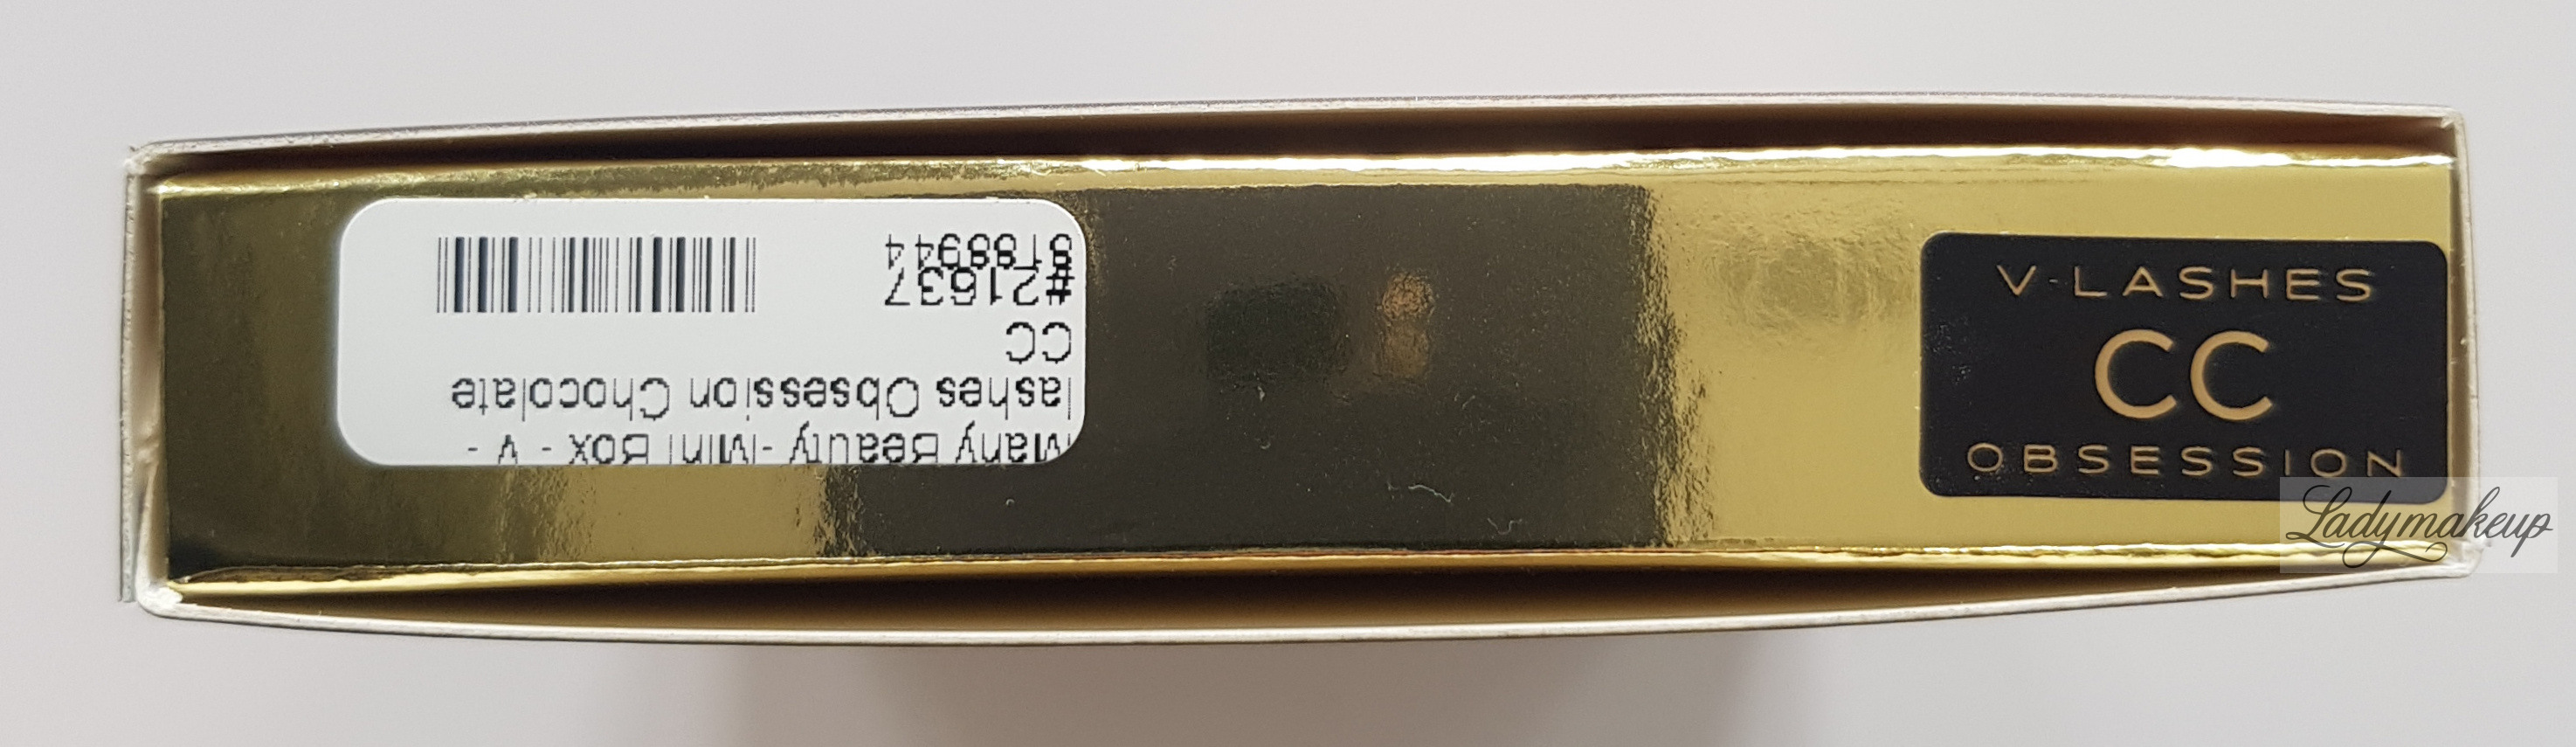 Many Beauty -Mini Box - V -
lashes Obsession Chocolate
CC
#21637
V-LASHES
CC
OBSESSION
Ladymakeup